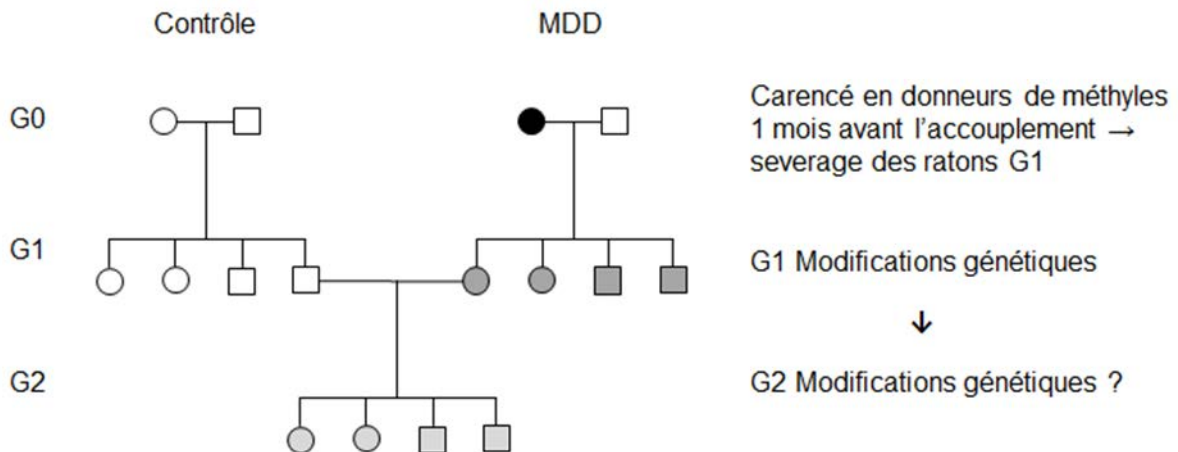 Contrôle
MDD
G0
Carencé en donneurs de méthyles
1 mois avant l'accouplement →
severage des ratons G1
G1
G1 Modifications génétiques
↓
G2
G2 Modifications génétiques ?